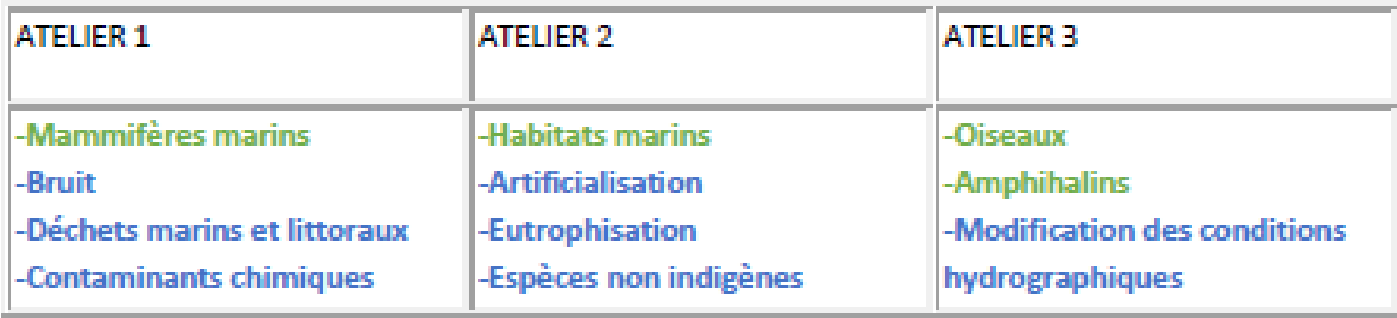 ATELIER 1
ATELIER 2
ATELIER 3
-Mammifères marins
-Bruit
-Déchets marins et littoraux
-Contaminants chimiques
-Habitats marins
-Artificialisation
-Eutrophisation
-Espèces non indigènes
-Oiseaux
-Amphihalins
-Modification des conditions
hydrographiques